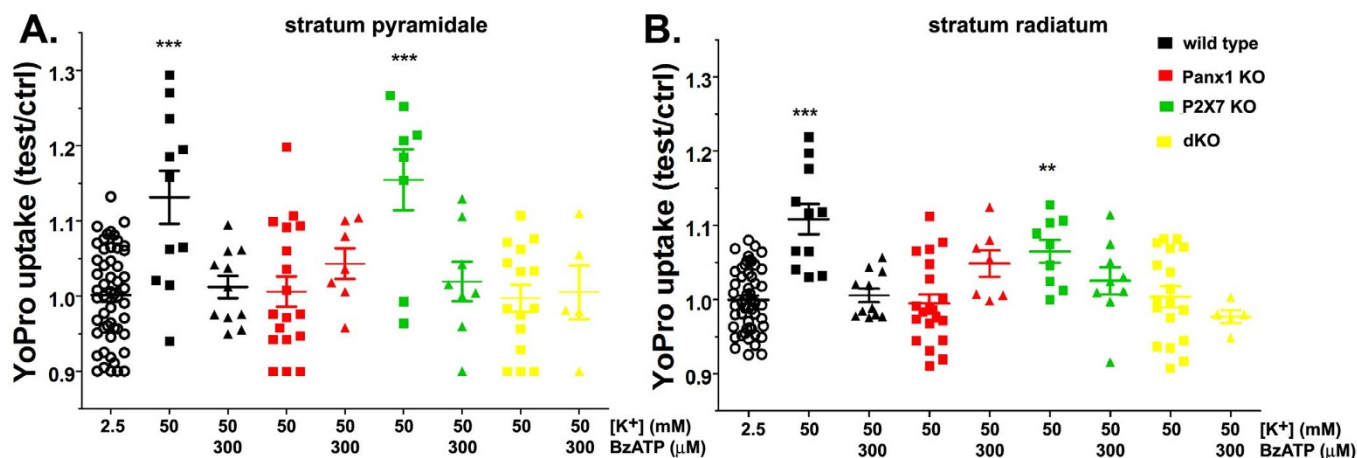 A. stratum pyramidale
YoPro uptake (test/ctrl)
1.3
1.2
1.1
1.0
0.9
*** ***
2.5 50 50 50 50 50 50 50 50 [K+] (mM)
300 300 300 300 BzATP (μM)
B. stratum radiatum
YoPro uptake (test/ctrl)
1.3
1.2
1.1
1.0
0.9
*** **
wild type
Panx1 KO
P2X7 KO
dKO
2.5 50 50 50 50 50 50 50 50 [K+] (mM)
300 300 300 300 BzATP (μM)